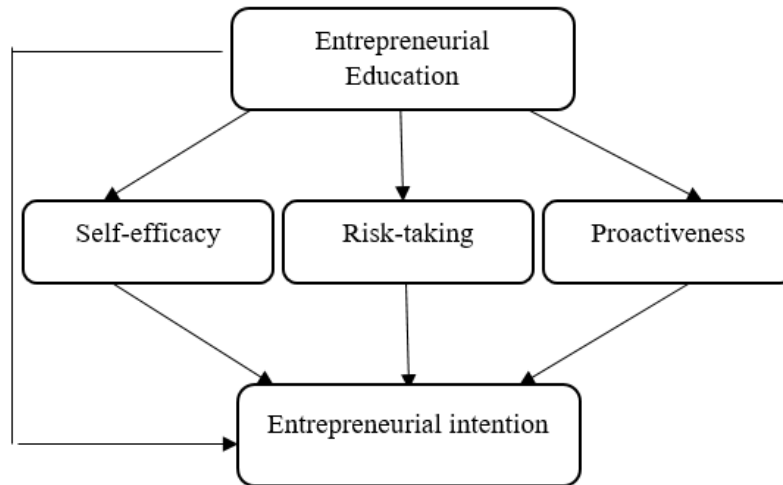 Entrepreneurial
Education
Self-efficacy
Risk-taking
Proactiveness
Entrepreneurial intention